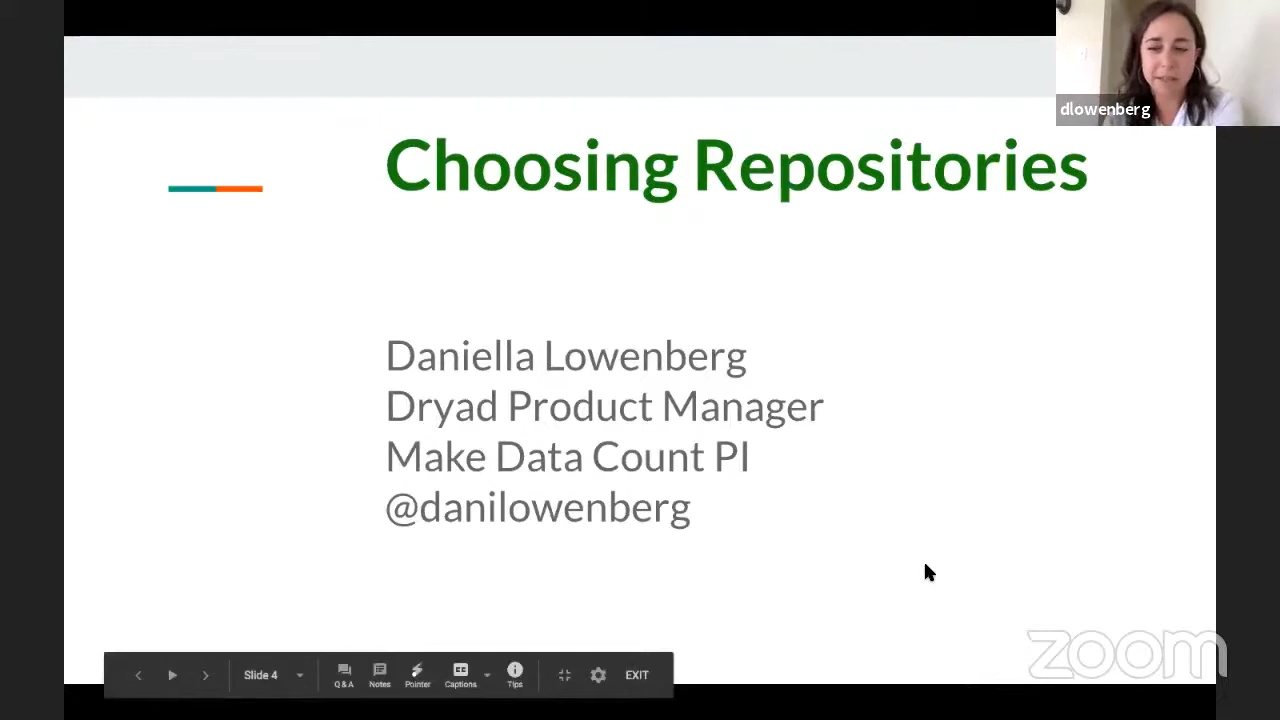 dlowenberg
Choosing Repositories
Daniella Lowenberg
Dryad Product Manager
Make Data Count PI
@danilowenberg
zoom
Slide 4
Q & A
Notes
Pointer
Captions
Tips
EXIT